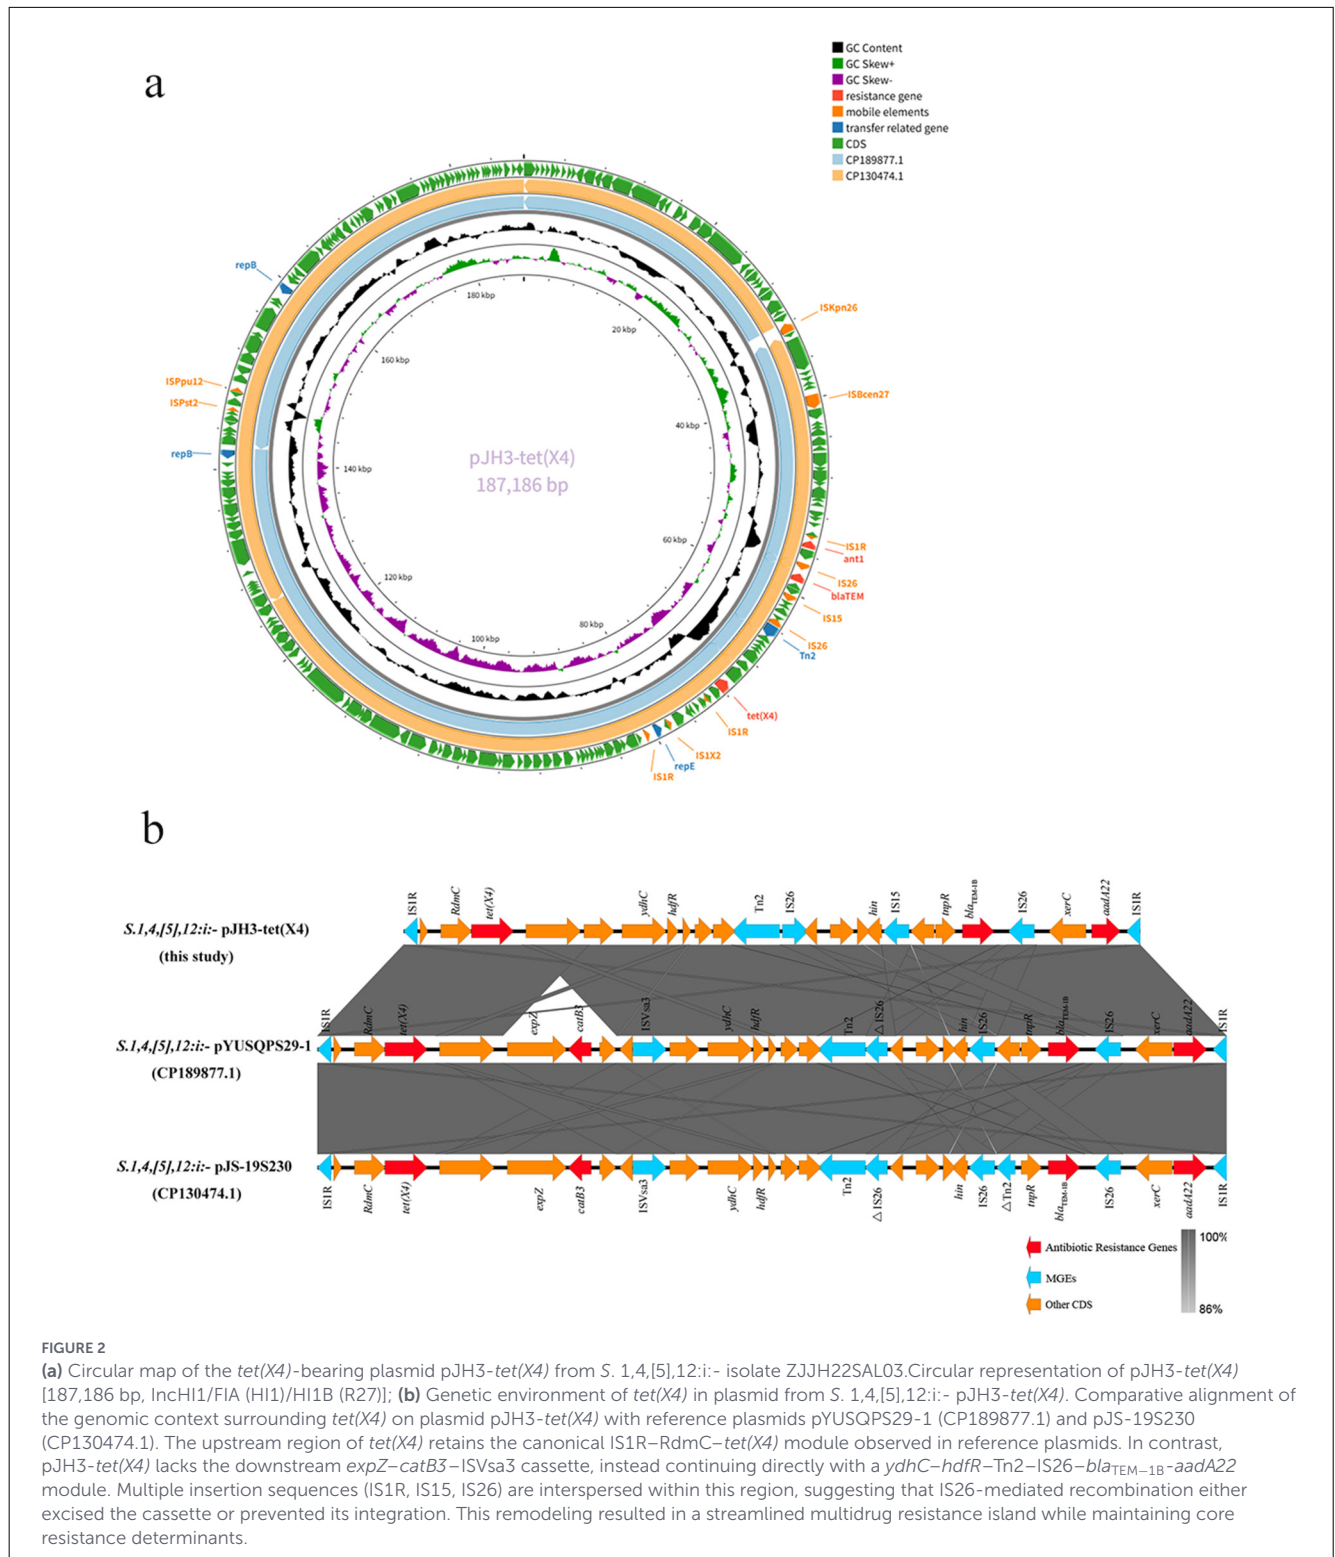 a
GC Content
GC Skew+
GC Skew-
resistance gene
mobile elements
transfer related gene
CDS
CP189877.1
CP130474.1
repB
ISKpn26
180 kbp
20 kbp
160 kbp
ISPpu12
ISPst2
ISBcen27
40 kbp
repB
pJH3-tet(X4)
187,186 bp
140 kbp
60 kbp
IS1R
ant1
IS26
blaTEM
IS15
120 kbp
80 kbp
100 kbp
IS26
Tn2
tet(X4)
IS1R
IS1X2
repE
IS1R
b
IS1R RdmC tet(X4) ydhC hdfR Tn2 IS26 hin IS15 tnpR blaTEM-1B IS26 xerC aadA22 IS1R
S.1,4,[5],12:i:- pJH3-tet(X4)
(this study)
IS1R RdmC tet(X4) expZ catB3 ISVsa3 ydhC hdfR Tn2 △IS26 hin IS26 tnpR blaTEM-1B IS26 xerC aadA22 IS1R
S.1,4,[5],12:i:- pYUSQPS29-1
(CP189877.1)
S.1,4,[5],12:i:- pJS-19S230
(CP130474.1)
IS1R RdmC tet(X4) expZ catB3 ISVsa3 ydhC hdfR Tn2 △IS26 hin IS26 △Tn2 tnpR blaTEM-1B IS26 xerC aadA22 IS1R
Antibiotic Resistance Genes
MGEs
Other CDS
100%
86%
FIGURE 2
(a) Circular map of the tet(X4)-bearing plasmid pJH3-tet(X4) from S. 1,4,[5],12:i:- isolate ZJJH22SAL03.Circular representation of pJH3-tet(X4)
[187,186 bp, IncHI1/FIA (HI1)/HI1B (R27)]; (b) Genetic environment of tet(X4) in plasmid from S. 1,4,[5],12:i:- pJH3-tet(X4). Comparative alignment of
the genomic context surrounding tet(X4) on plasmid pJH3-tet(X4) with reference plasmids pYUSQPS29-1 (CP189877.1) and pJS-19S230
(CP130474.1). The upstream region of tet(X4) retains the canonical IS1R–RdmC–tet(X4) module observed in reference plasmids. In contrast,
pJH3-tet(X4) lacks the downstream expZ–catB3–ISVsa3 cassette, instead continuing directly with a ydhC–hdfR–Tn2–IS26–blaTEM−1B-aadA22
module. Multiple insertion sequences (IS1R, IS15, IS26) are interspersed within this region, suggesting that IS26-mediated recombination either
excised the cassette or prevented its integration. This remodeling resulted in a streamlined multidrug resistance island while maintaining core
resistance determinants.